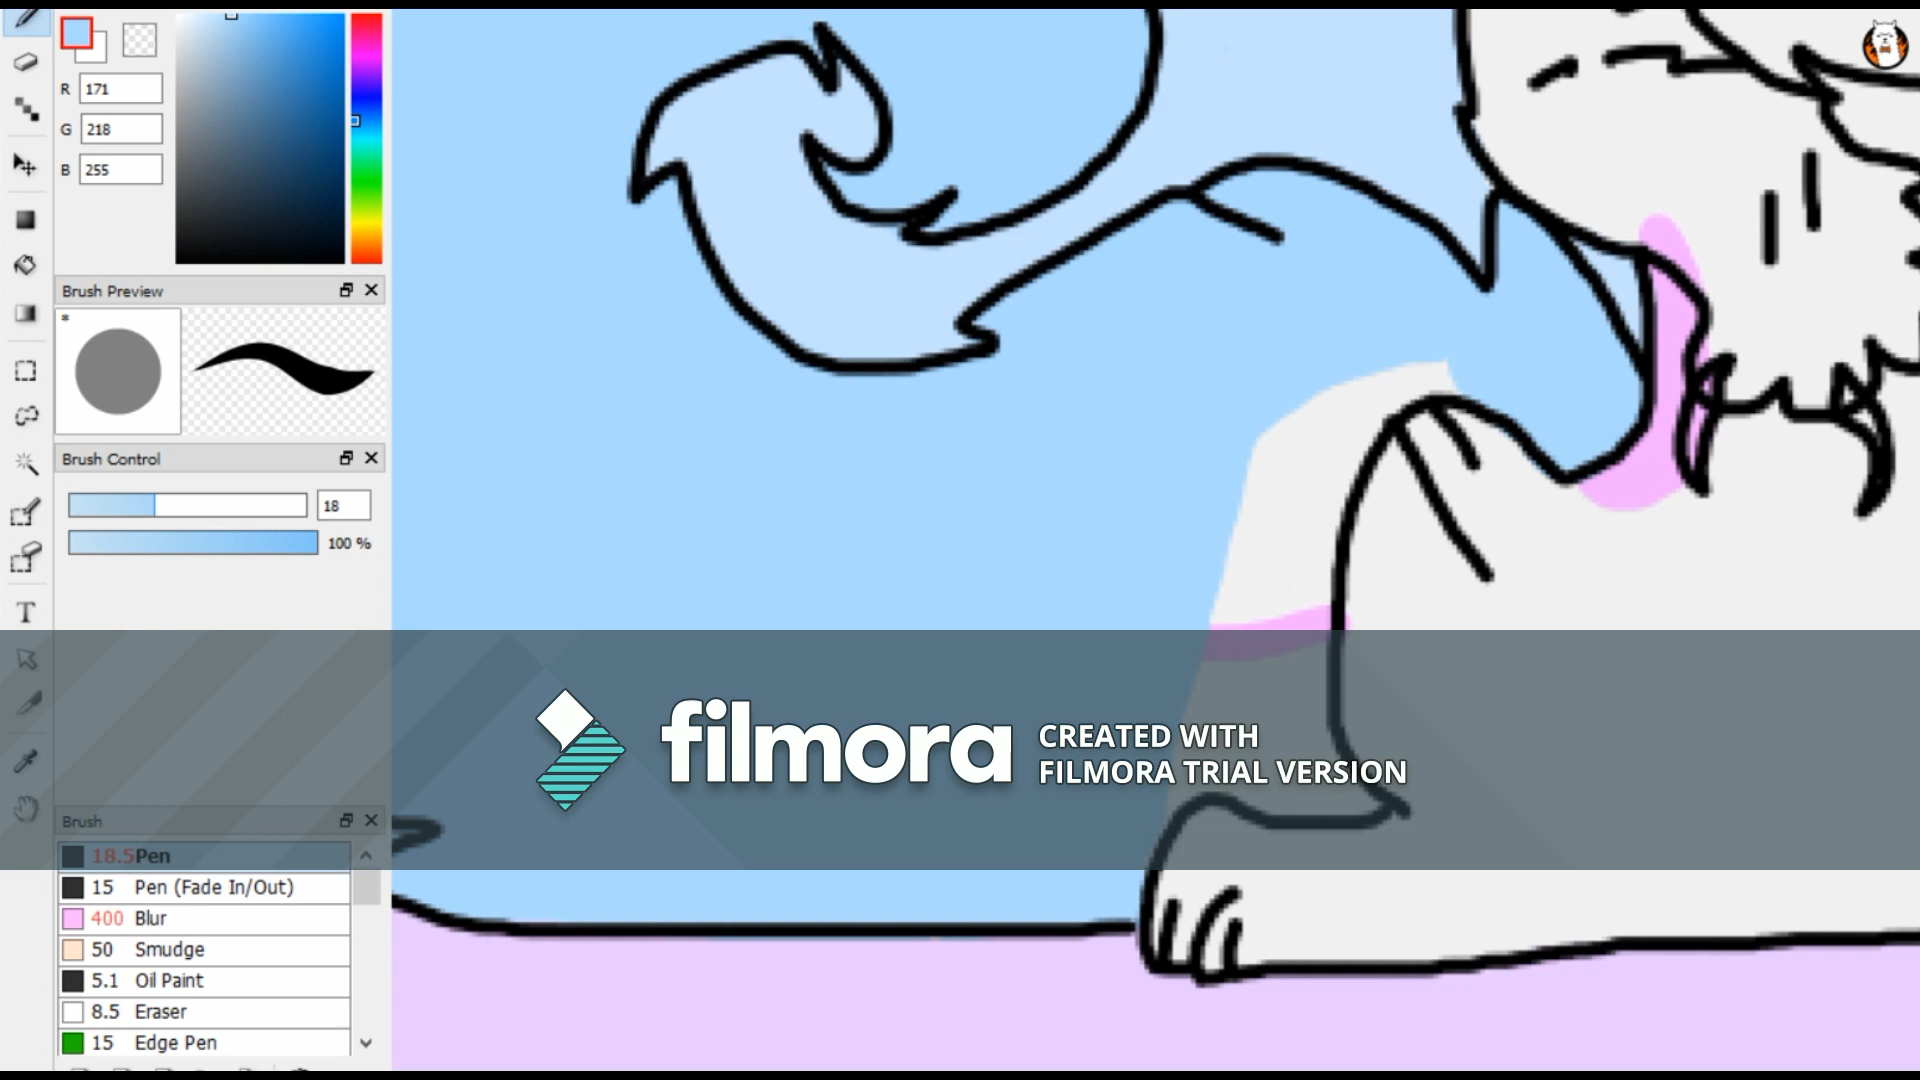 R 171
G 218
B 255
Brush Preview
*
Brush Control
18
100 %
T
filmora
CREATED WITH
FILMORA TRIAL VERSION
Brush
18.5 Pen
15 Pen (Fade In/Out)
400 Blur
50 Smudge
5.1 Oil Paint
8.5 Eraser
15 Edge Pen